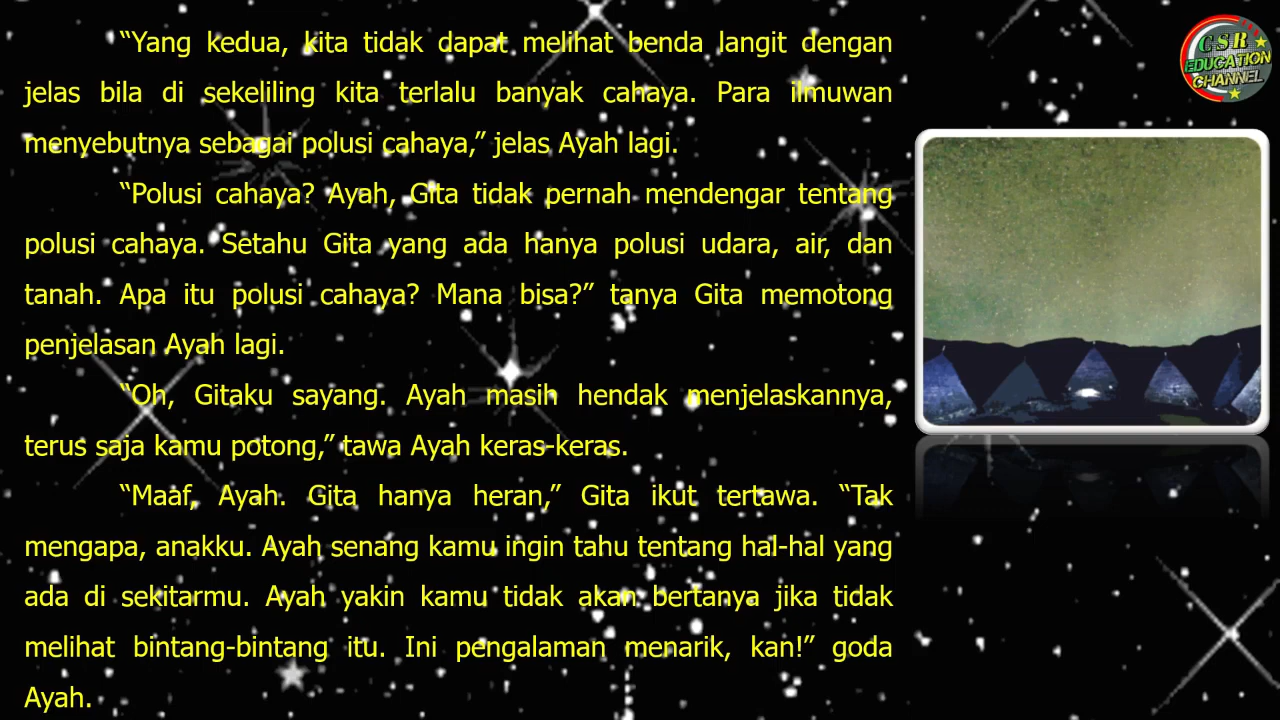 “Yang kedua, kita tidak dapat melihat benda langit dengan
jelas bila di sekeliling kita terlalu banyak cahaya. Para ilmuwan
menyebutnya sebagai polusi cahaya,” jelas Ayah lagi.
“Polusi cahaya? Ayah, Gita tidak pernah mendengar tentang
polusi cahaya. Setahu Gita yang ada hanya polusi udara, air, dan
tanah. Apa itu polusi cahaya? Mana bisa?” tanya Gita memotong
penjelasan Ayah lagi.
“Oh, Gitaku sayang. Ayah masih hendak menjelaskannya,
terus saja kamu potong,” tawa Ayah keras-keras.
“Maaf, Ayah. Gita hanya heran,” Gita ikut tertawa. “Tak
mengapa, anakku. Ayah senang kamu ingin tahu tentang hal-hal yang
ada di sekitarmu. Ayah yakin kamu tidak akan bertanya jika tidak
melihat bintang-bintang itu. Ini pengalaman menarik, kan!” goda
Ayah.
CSR
EDUCATION
CHANNEL